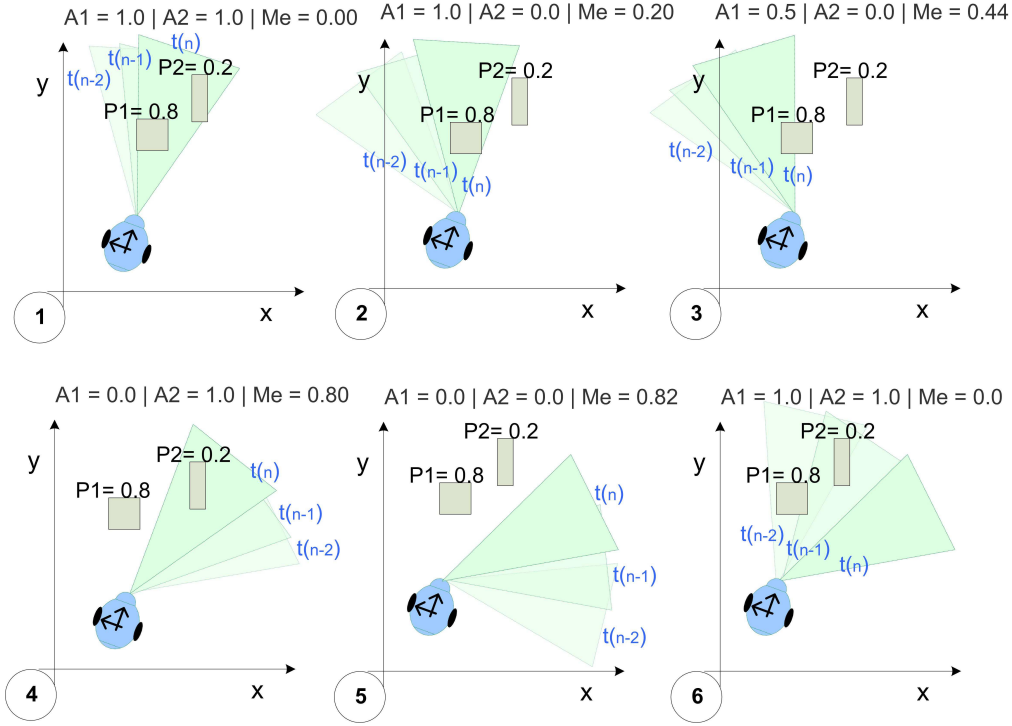 A1 = 1.0 | A2 = 1.0 | Me = 0.00
y
t(n-2)
t(n-1)
t(n)
P2= 0.2
P1= 0.8
x
1
A1 = 1.0 | A2 = 0.0 | Me = 0.20
y
P2= 0.2
P1= 0.8
t(n-2)
t(n-1)
t(n)
x
2
A1 = 0.5 | A2 = 0.0 | Me = 0.44
y
P2= 0.2
P1= 0.8
t(n-2)
t(n-1)
t(n)
x
3
A1 = 0.0 | A2 = 1.0 | Me = 0.80
y
P2= 0.2
P1= 0.8
t(n)
t(n-1)
t(n-2)
x
4
A1 = 0.0 | A2 = 0.0 | Me = 0.82
y
P2= 0.2
P1= 0.8
t(n)
t(n-1)
t(n-2)
x
5
A1 = 1.0 | A2 = 1.0 | Me = 0.0
y
P2= 0.2
P1= 0.8
t(n-2)
t(n-1)
t(n)
x
6